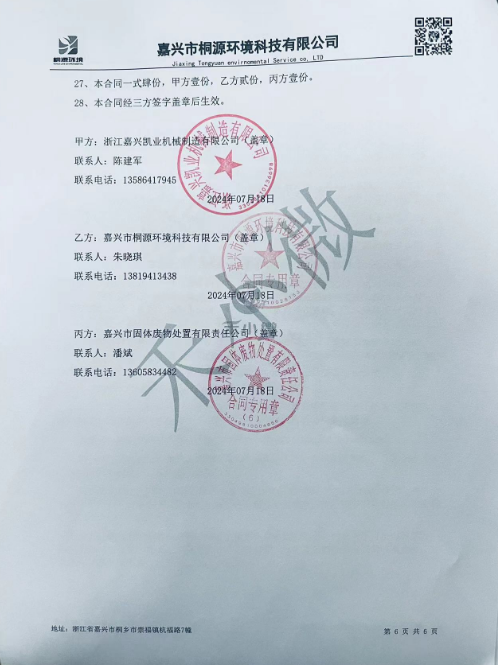 桐源环境
嘉兴市桐源环境科技有限公司
Jiaxing Tongyuan envirnomental Service co, LTD
27、本合同一式肆份，甲方壹份，乙方贰份，丙方壹份。
28、本合同经三方签字盖章后生效。
甲方：浙江嘉兴凯业机械制造有限公司（盖章）
联系人：陈建军
联系电话：13586417945
2024年07月18日
乙方：嘉兴市桐源环境科技有限公司（盖章）
联系人：朱晓琪
联系电话：13819413438
合同专用章
2024年07月18日
丙方：嘉兴市固体废物处置有限责任公司（盖章）
联系人：潘斌
联系电话：13605834482
2024年07月18日
合同专用章
(6)
地址：浙江省嘉兴市桐乡市崇福镇杭福路7幢
第 6 页 共 6 页